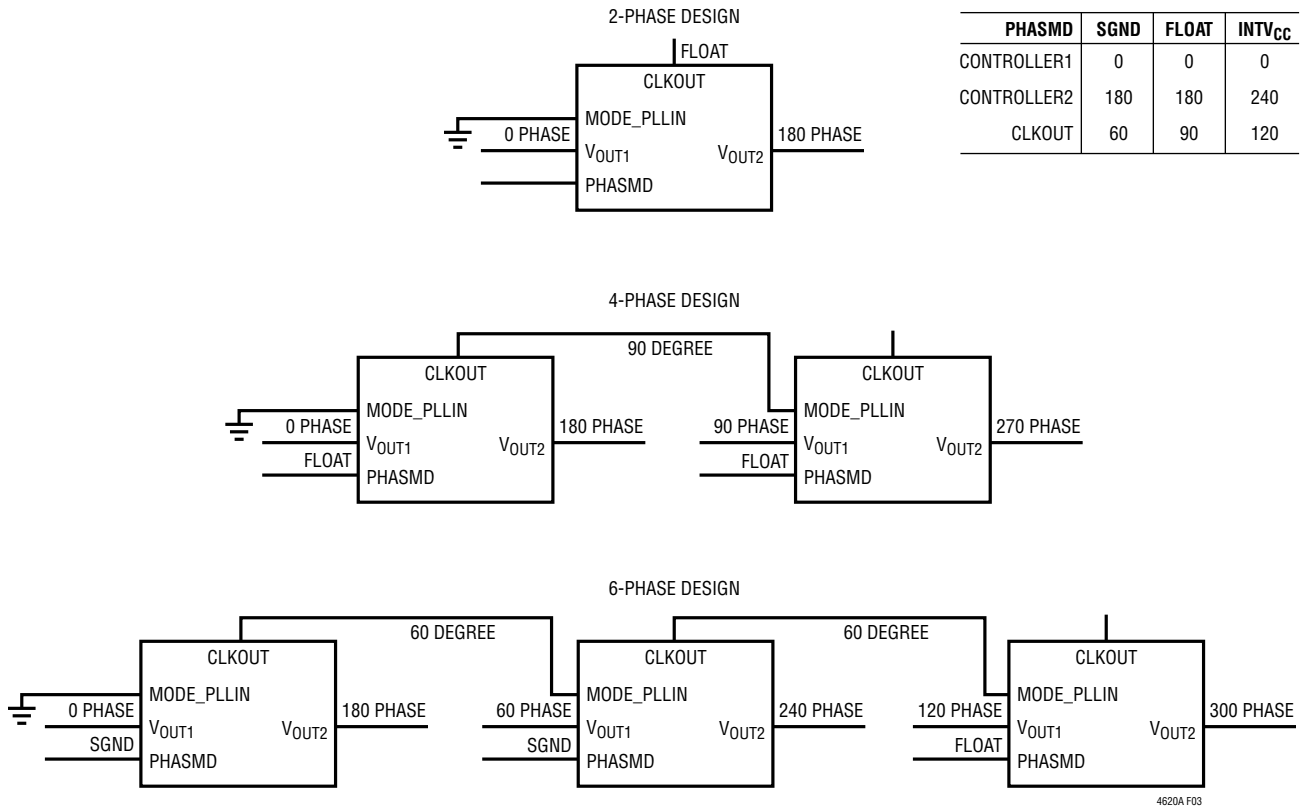 2-PHASE DESIGN
FLOAT
CLKOUT
MODE_PLLIN
0 PHASE
180 PHASE
VOUT1
VOUT2
PHASMD
PHASMD SGND FLOAT INTVCC
CONTROLLER1 0 0 0
CONTROLLER2 180 180 240
CLKOUT 60 90 120
4-PHASE DESIGN
90 DEGREE
CLKOUT
MODE_PLLIN
0 PHASE
180 PHASE
VOUT1
VOUT2
FLOAT
PHASMD
CLKOUT
MODE_PLLIN
90 PHASE
270 PHASE
VOUT1
VOUT2
FLOAT
PHASMD
6-PHASE DESIGN
60 DEGREE
60 DEGREE
CLKOUT
MODE_PLLIN
0 PHASE
180 PHASE
VOUT1
VOUT2
SGND
PHASMD
CLKOUT
MODE_PLLIN
60 PHASE
240 PHASE
VOUT1
VOUT2
SGND
PHASMD
CLKOUT
MODE_PLLIN
120 PHASE
300 PHASE
VOUT1
VOUT2
FLOAT
PHASMD
4620A F03